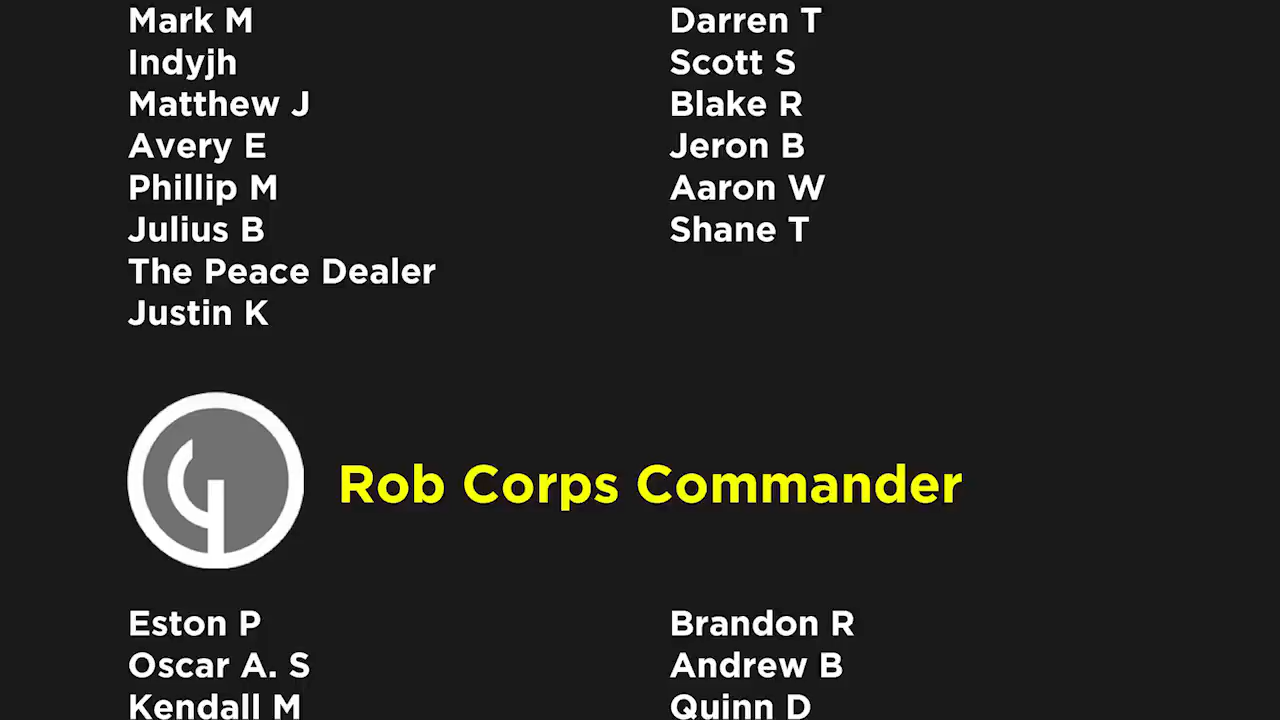 Mark M
Indyjh
Matthew J
Avery E
Phillip M
Julius B
The Peace Dealer
Justin K
Darren T
Scott S
Blake R
Jeron B
Aaron W
Shane T
Rob Corps Commander
Eston P
Oscar A. S
Kendall M
Brandon R
Andrew B
Quinn D